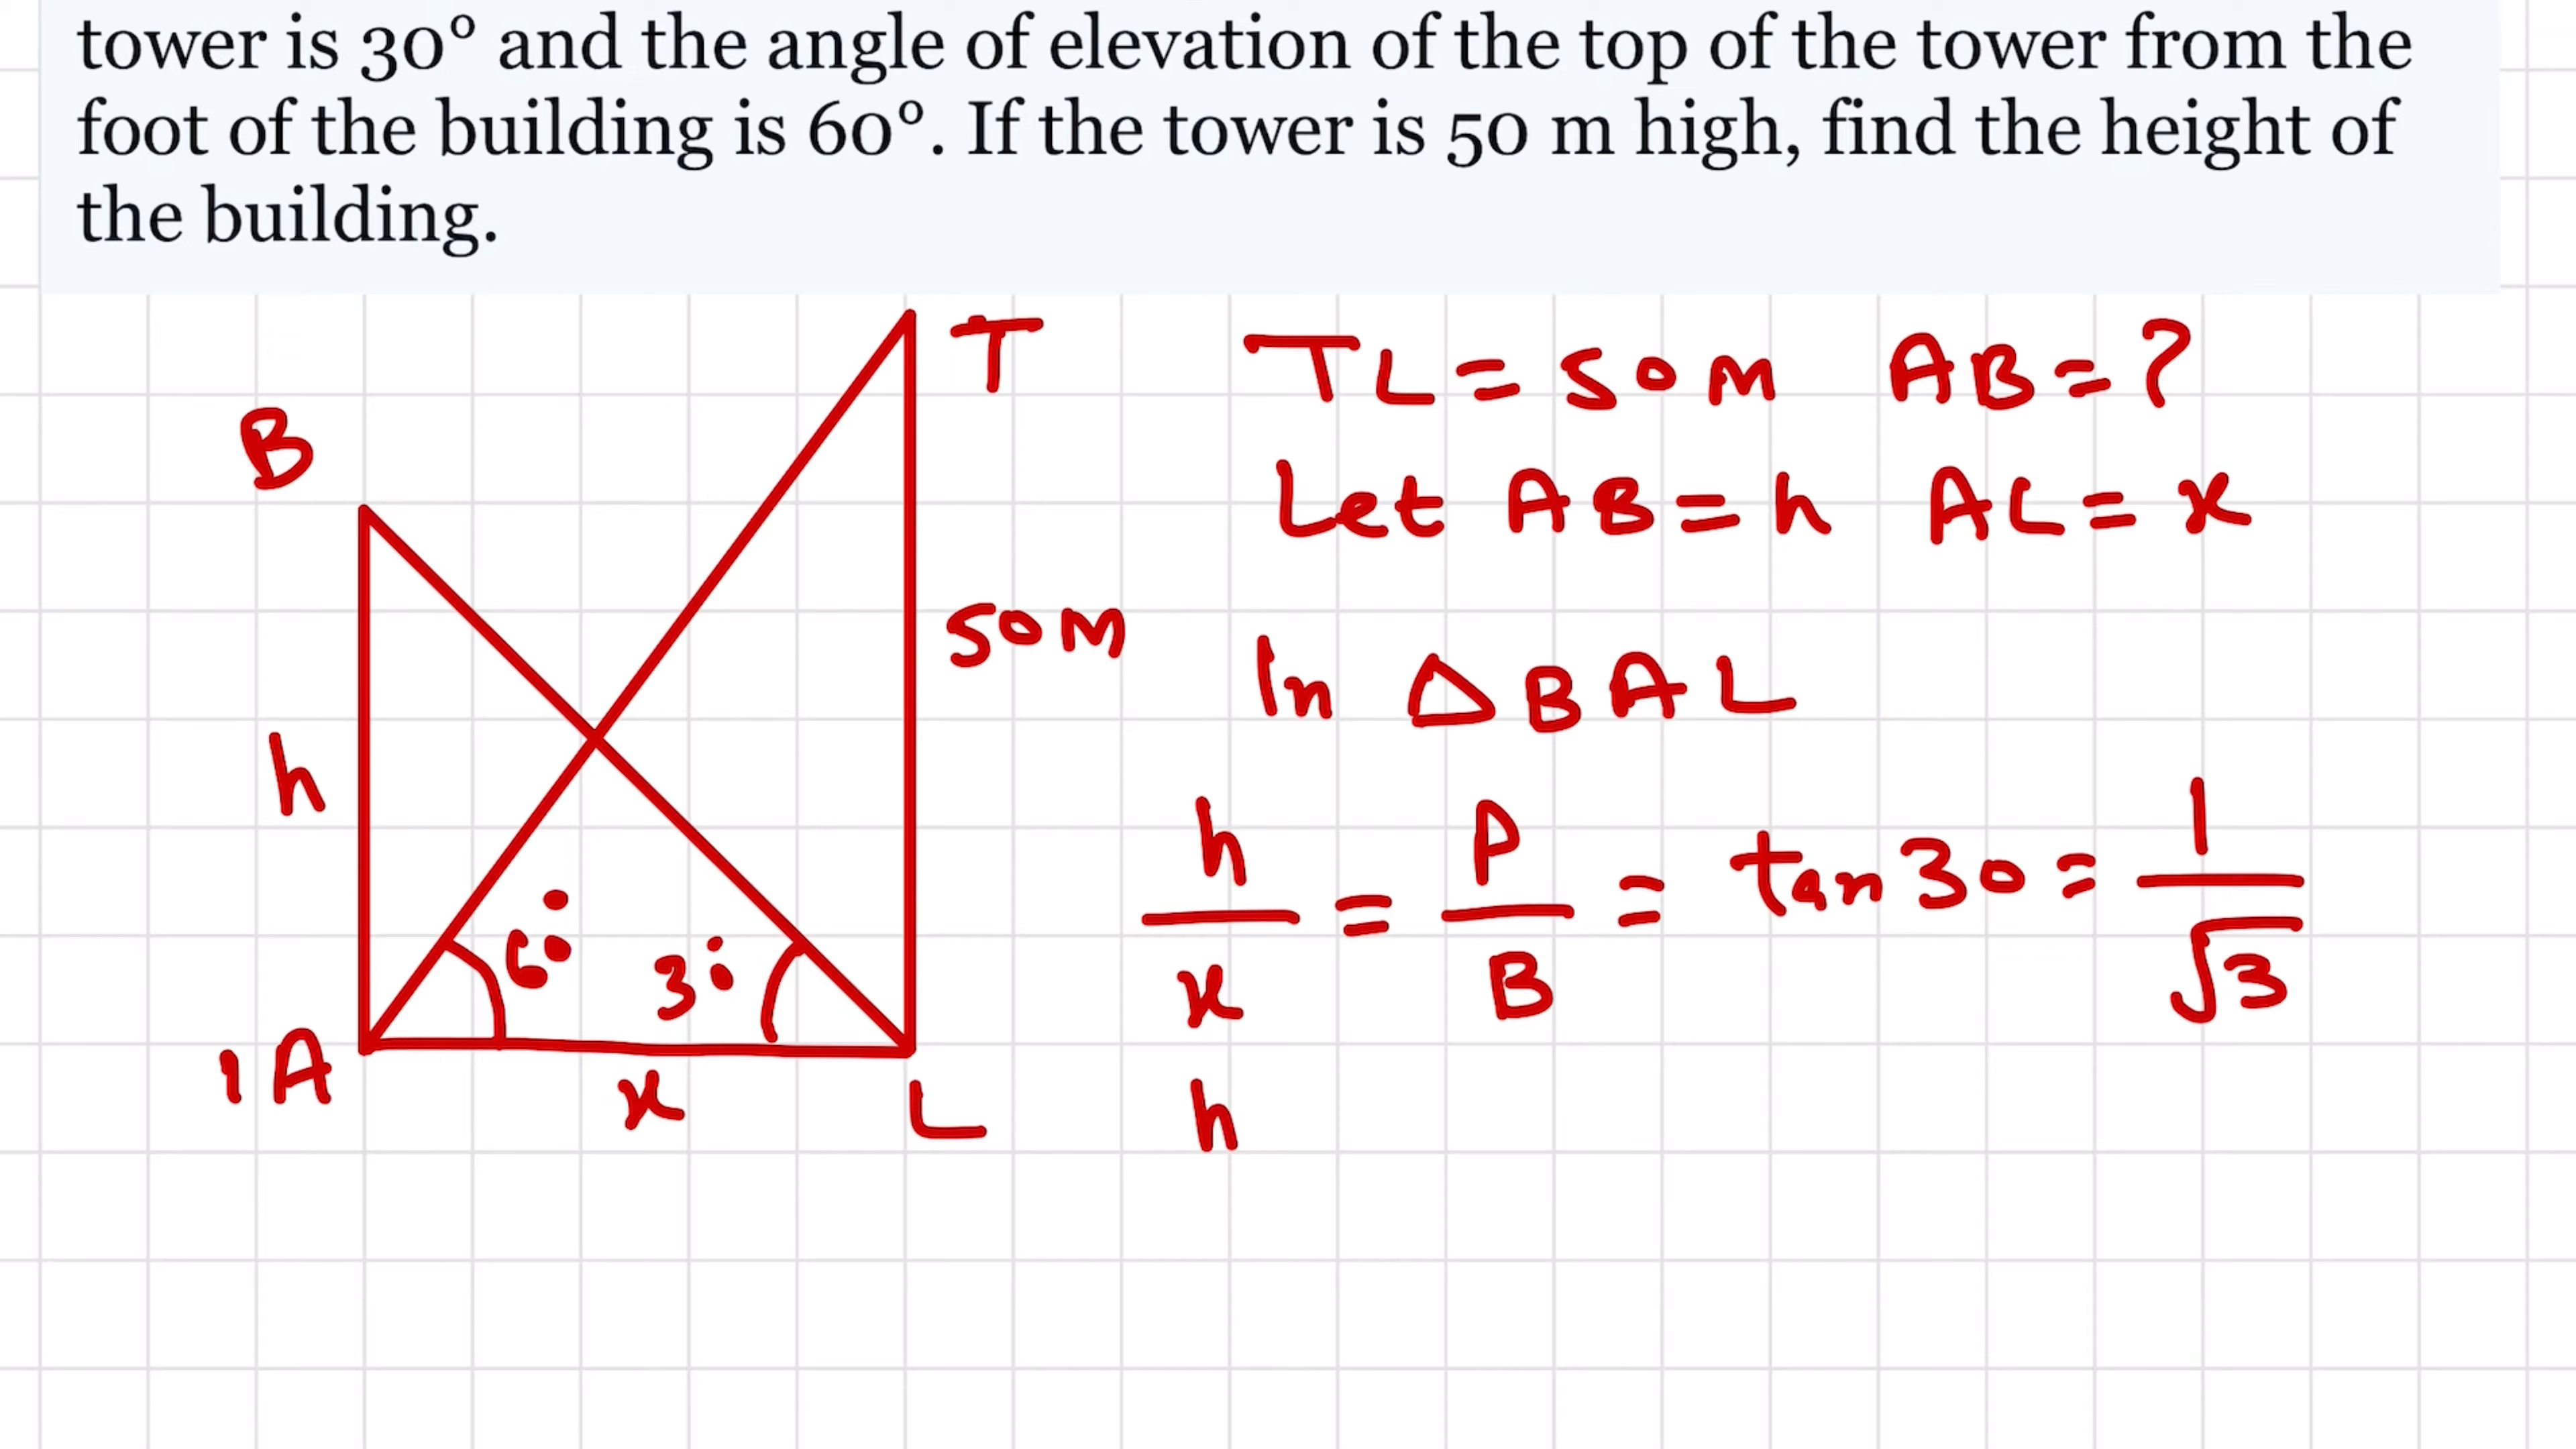 tower is 30° and the angle of elevation of the top of the tower from the
foot of the building is 60°. If the tower is 50 m high, find the height of
the building.
T
B
h
50 m
60° 30°
1 A
x
L
TL = 50 m AB = ?
Let AB = h AL = x
In △ BAL
h/x = P/B = tan 30 = 1/√3
h